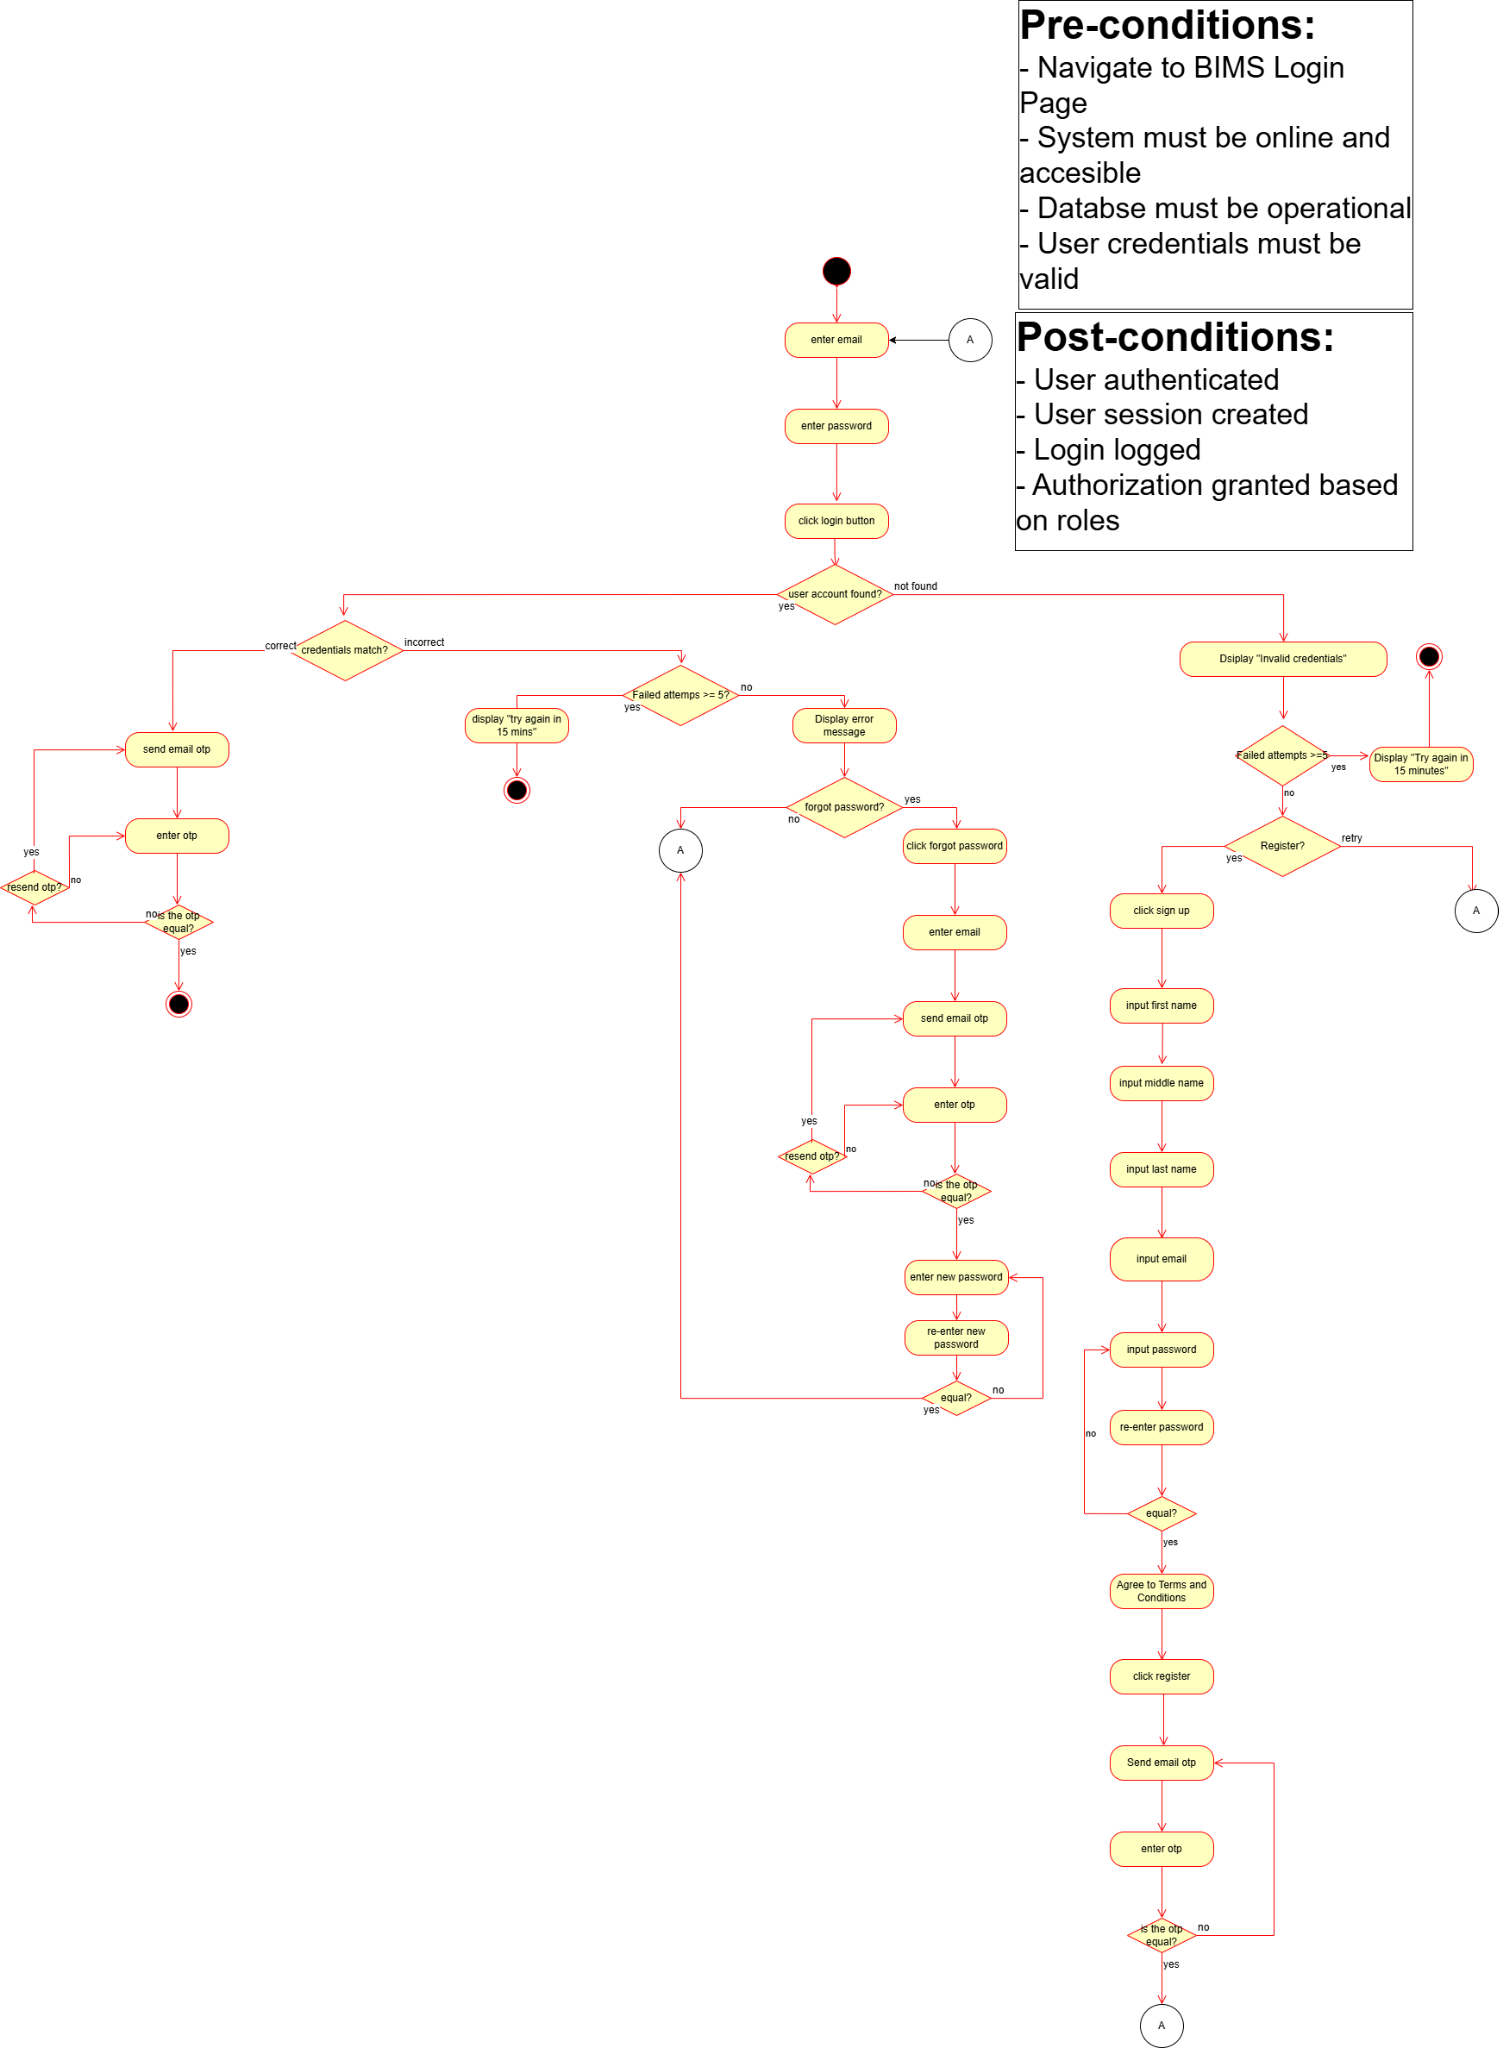 Pre-conditions:
- Navigate to BIMS Login
Page
- System must be online and
accesible
- Databse must be operational
- User credentials must be
valid
Post-conditions:
- User authenticated
- User session created
- Login logged
- Authorization granted based
on roles
enter email
A
enter password
click login button
user account found?
yes
not found
credentials match?
correct
incorrect
Failed attemps >= 5?
yes
no
display "try again in
15 mins"
Display error
message
forgot password?
no
yes
A
click forgot password
enter email
send email otp
enter otp
is the otp
equal?
no
resend otp?
yes
no
yes
enter new password
re-enter new
password
equal?
yes
no
send email otp
enter otp
is the otp
equal?
no
resend otp?
yes
no
yes
Dsiplay "Invalid credentials"
Failed attempts >=5
yes
Display "Try again in
15 minutes"
no
Register?
yes
retry
A
click sign up
input first name
input middle name
input last name
input email
input password
re-enter password
no
equal?
yes
Agree to Terms and
Conditions
click register
Send email otp
enter otp
is the otp
equal?
no
yes
A